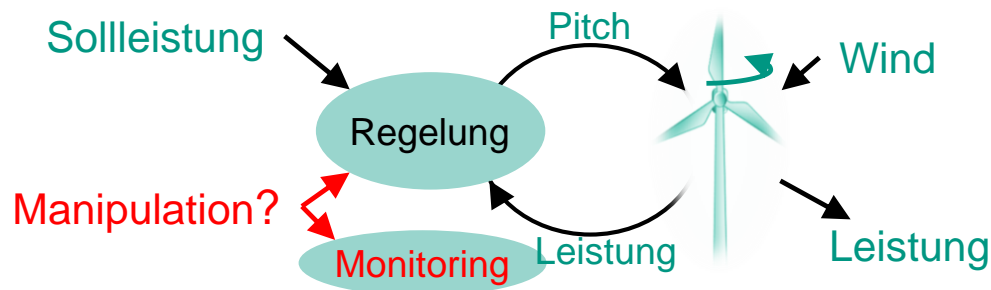 Sollleistung
Pitch
Wind
Regelung
Manipulation?
Leistung
Leistung
Monitoring